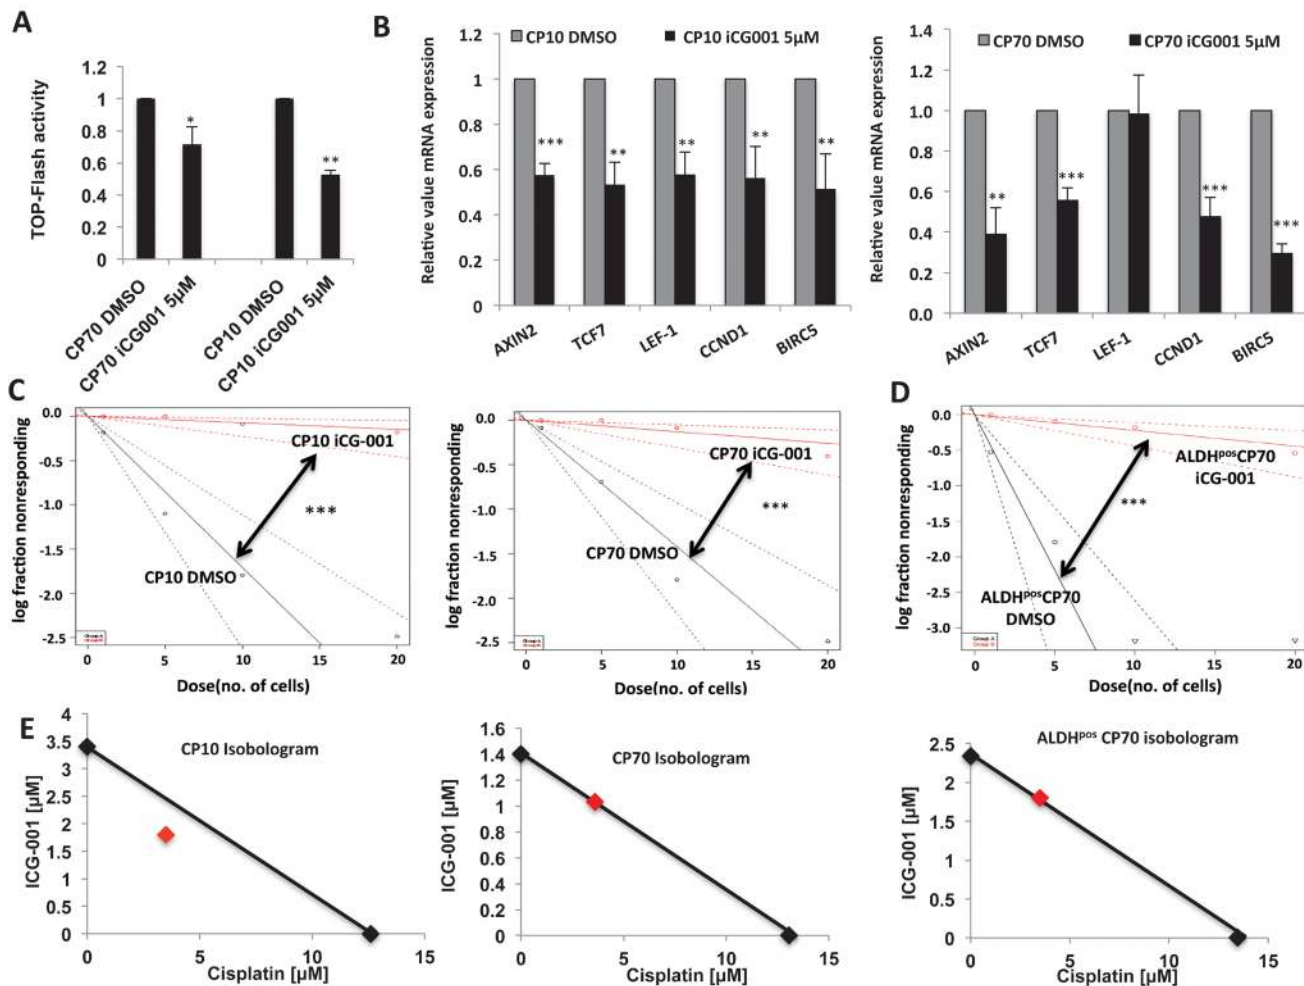 A
TOP-Flash activity
1.2
1
0.8
0.6
0.4
0.2
0
*
**
CP70 DMSO
CP70 iCG001 5µM
CP10 DMSO
CP10 iCG001 5µM
B
Relative value mRNA expression
CP10 DMSO
CP10 iCG001 5µM
1.2
1
0.8
0.6
0.4
0.2
0
***
**
**
**
**
AXIN2
TCF7
LEF-1
CCND1
BIRC5
Relative value mRNA expression
CP70 DMSO
CP70 iCG001 5µM
1.4
1.2
1.0
0.8
0.6
0.4
0.2
0
**
***
***
***
AXIN2
TCF7
LEF-1
CCND1
BIRC5
C
log fraction nonresponding
0.0
-0.5
-1.0
-1.5
-2.0
-2.5
CP10 iCG-001
***
CP10 DMSO
Group A
0
5
10
15
20
Dose(no. of cells)
log fraction nonresponding
0.0
-0.5
-1.0
-1.5
-2.0
-2.5
CP70 iCG-001
***
CP70 DMSO
0
5
10
15
20
Dose(no. of cells)
D
log fraction nonresponding
0.0
-0.5
-1.0
-1.5
-2.0
-2.5
-3.0
ALDHposCP70
iCG-001
***
ALDHposCP70
DMSO
Group A
Group B
0
5
10
15
20
Dose(no. of cells)
E
CP10 Isobologram
ICG-001 [µM]
4
3.5
3
2.5
2
1.5
1
0.5
0
0
5
10
15
Cisplatin [µM]
CP70 Isobologram
ICG-001 [µM]
1.6
1.4
1.2
1
0.8
0.6
0.4
0.2
0
0
5
10
15
Cisplatin [µM]
ALDHpos CP70 isobologram
ICG-001 [µM]
2.5
2
1.5
1
0.5
0
0
5
10
15
Cisplatin [µM]